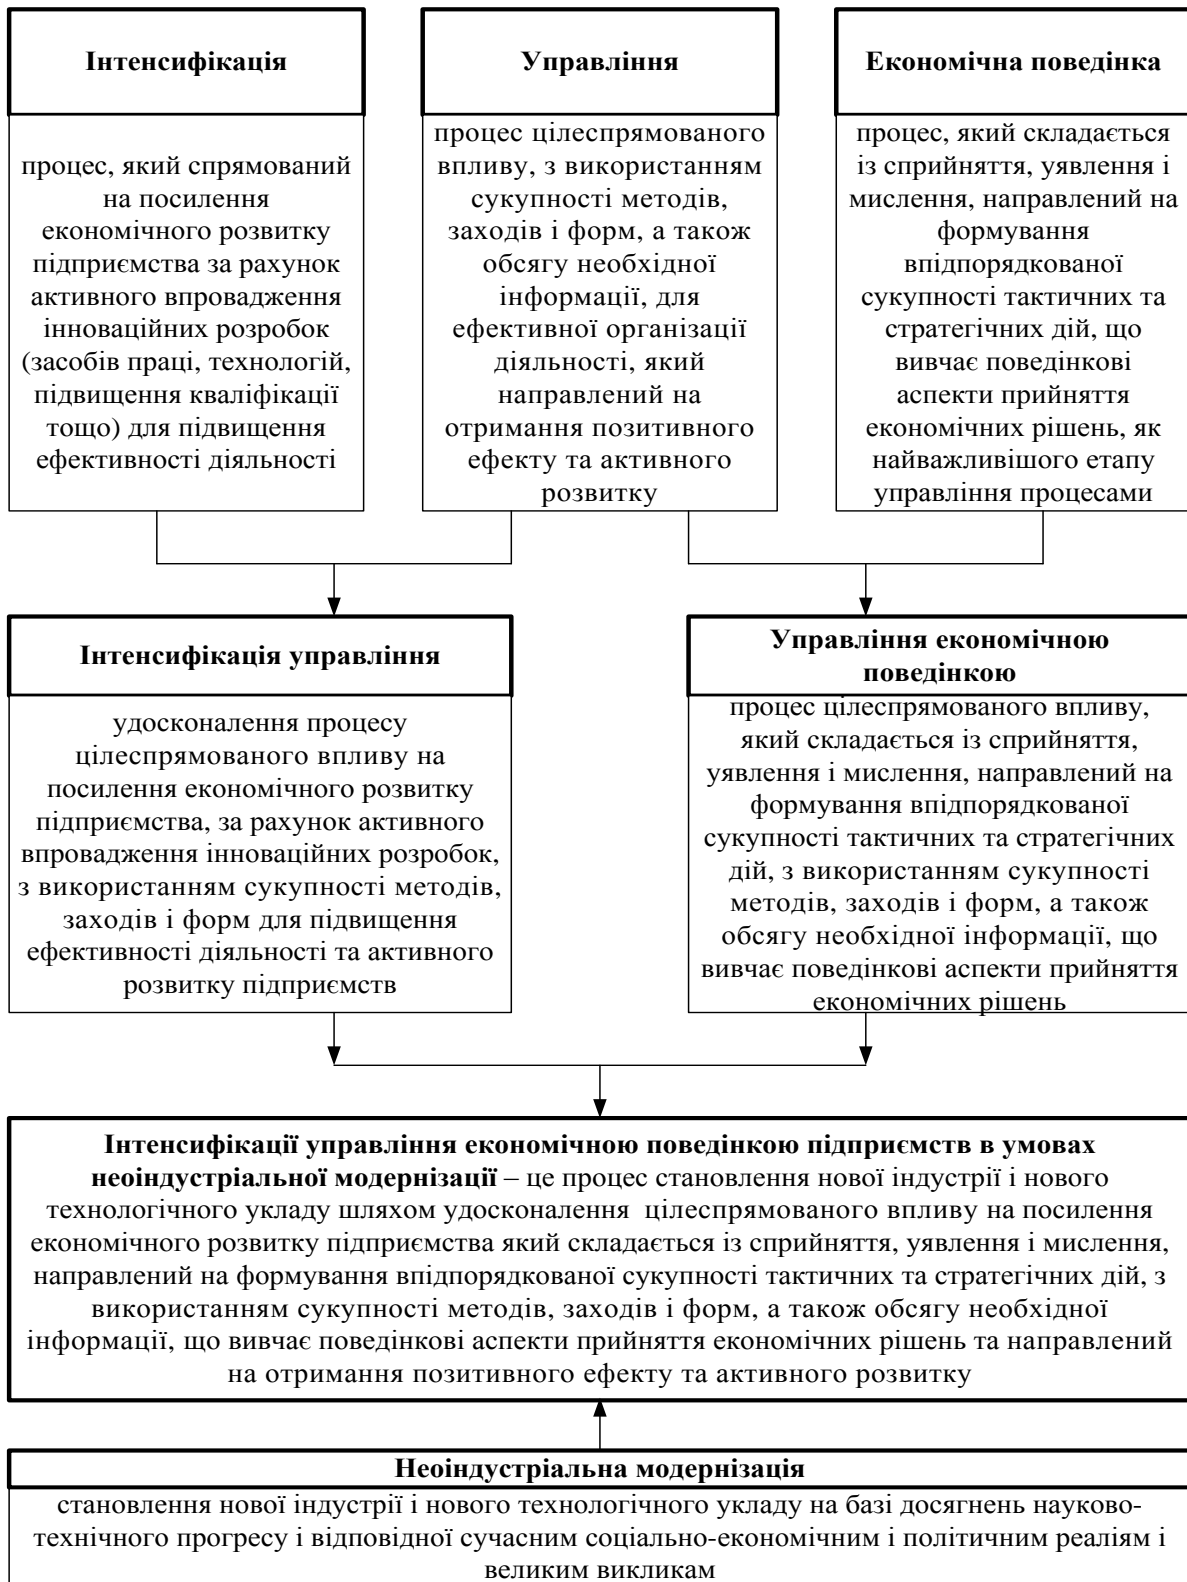 Інтенсифікація
процес, який спрямований
на посилення
економічного розвитку
підприємства за рахунок
активного впровадження
інноваційних розробок
(засобів праці, технологій,
підвищення кваліфікації
тощо) для підвищення
ефективності діяльності
Управління
процес цілеспрямованого
впливу, з використанням
сукупності методів,
заходів і форм, а також
обсягу необхідної
інформації, для
ефективної організації
діяльності, який
направлений на
отримання позитивного
ефекту та активного
розвитку
Економічна поведінка
процес, який складається
із сприйняття, уявлення і
мислення, направлений на
формування
впідпорядкованої
сукупності тактичних та
стратегічних дій, що
вивчає поведінкові
аспекти прийняття
економічних рішень, як
найважливішого етапу
управління процесами
Інтенсифікація управління
удосконалення процесу
цілеспрямованого впливу на
посилення економічного розвитку
підприємства, за рахунок активного
впровадження інноваційних розробок,
з використанням сукупності методів,
заходів і форм для підвищення
ефективності діяльності та активного
розвитку підприємств
Управління економічною
поведінкою
процес цілеспрямованого впливу,
який складається із сприйняття,
уявлення і мислення, направлений на
формування впідпорядкованої
сукупності тактичних та стратегічних
дій, з використанням сукупності
методів, заходів і форм, а також
обсягу необхідної інформації, що
вивчає поведінкові аспекти прийняття
економічних рішень
Інтенсифікації управління економічною поведінкою підприємств в умовах
неоіндустріальної модернізації – це процес становлення нової індустрії і нового
технологічного укладу шляхом удосконалення цілеспрямованого впливу на посилення
економічного розвитку підприємства який складається із сприйняття, уявлення і мислення,
направлений на формування впідпорядкованої сукупності тактичних та стратегічних дій, з
використанням сукупності методів, заходів і форм, а також обсягу необхідної
інформації, що вивчає поведінкові аспекти прийняття економічних рішень та направлений
на отримання позитивного ефекту та активного розвитку
Неоіндустріальна модернізація
становлення нової індустрії і нового технологічного укладу на базі досягнень науково-
технічного прогресу і відповідної сучасним соціально-економічним і політичним реаліям і
великим викликам